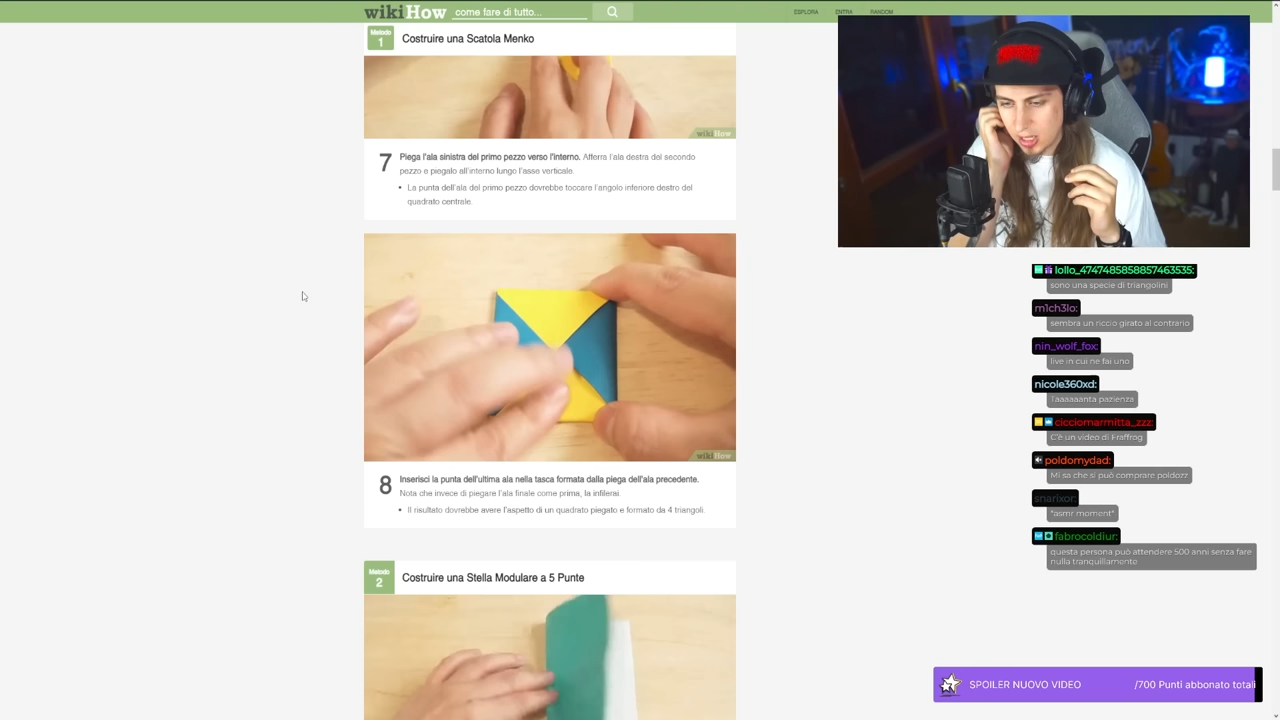 wikiHow
come fare di tutto...
ESPLORA ENTRA RANDOM
Metodo
1
Costruire una Scatola Menko
wikiHow
7
Piega l'ala sinistra del primo pezzo verso l'interno. Afferra l'ala destra del secondo
pezzo e piegalo all'interno lungo l'asse verticale.
• La punta dell'ala del primo pezzo dovrebbe toccare l'angolo inferiore destro del
quadrato centrale.
wikiHow
8
Inserisci la punta dell'ultima ala nella tasca formata dalla piega dell'ala precedente.
Nota che invece di piegare l'ala finale come prima, la infilerai.
• Il risultato dovrebbe avere l'aspetto di un quadrato piegato e formato da 4 triangoli.
Metodo
2
Costruire una Stella Modulare a 5 Punte
lollo_4747485858857463535:
sono una specie di triangolini
m1ch3lo:
sembra un riccio girato al contrario
nin_wolf_fox:
live in cui ne fai uno
nicole360xd:
Taaaaaanta pazienza
cicciomarmitta_zzz:
C'è un video di Fraffrog
poldomydad:
Mi sa che si può comprare poldozz
snarixor:
"asmr moment"
fabrocoldiur:
questa persona può attendere 500 anni senza fare
nulla tranquillamente
SPOILER NUOVO VIDEO /700 Punti abbonato totali